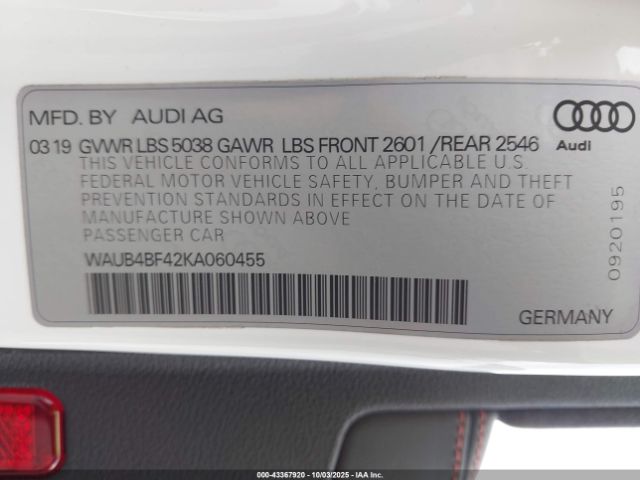 MFD. BY AUDI AG
Audi
03 19 GVWR LBS 5038 GAWR LBS FRONT 2601 / REAR 2546
THIS VEHICLE CONFORMS TO ALL APPLICABLE U.S.
FEDERAL MOTOR VEHICLE SAFETY, BUMPER AND THEFT
PREVENTION STANDARDS IN EFFECT ON THE DATE OF
MANUFACTURE SHOWN ABOVE
PASSENGER CAR
WAUB4BF42KA060455
0920195
GERMANY
000-43367920 - 10/03/2025 - Copyright © IAA, Inc.